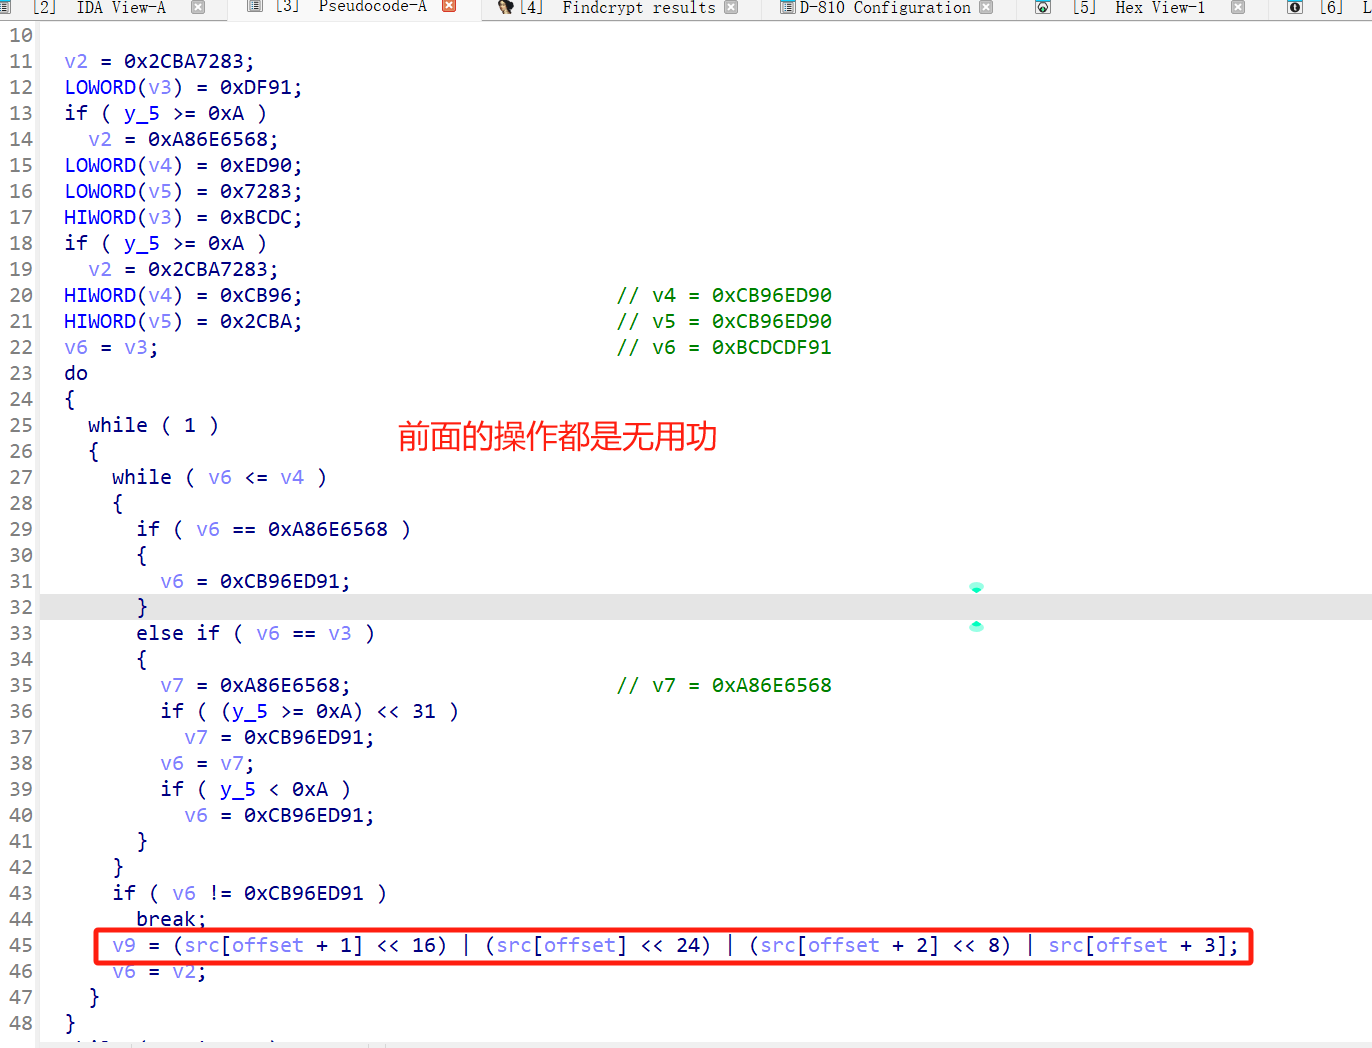 [2] IDA View-A [3] Pseudocode-A [4] Findcrypt results D-810 Configuration [5] Hex View-1 [6]
10
11 v2 = 0x2CBA7283;
12 LOWORD(v3) = 0xDF91;
13 if ( y_5 >= 0xA )
14 v2 = 0xA86E6568;
15 LOWORD(v4) = 0xED90;
16 LOWORD(v5) = 0x7283;
17 HIWORD(v3) = 0xBCDC;
18 if ( y_5 >= 0xA )
19 v2 = 0x2CBA7283;
20 HIWORD(v4) = 0xCB96; // v4 = 0xCB96ED90
21 HIWORD(v5) = 0x2CBA; // v5 = 0xCB96ED90
22 v6 = v3; // v6 = 0xBCDCDF91
23 do
24 {
25 while ( 1 )
前面的操作都是无用功
26 {
27 while ( v6 <= v4 )
28 {
29 if ( v6 == 0xA86E6568 )
30 {
31 v6 = 0xCB96ED91;
32 }
33 else if ( v6 == v3 )
34 {
35 v7 = 0xA86E6568; // v7 = 0xA86E6568
36 if ( (y_5 >= 0xA) << 31 )
37 v7 = 0xCB96ED91;
38 v6 = v7;
39 if ( y_5 < 0xA )
40 v6 = 0xCB96ED91;
41 }
42 }
43 if ( v6 != 0xCB96ED91 )
44 break;
45 v9 = (src[offset + 1] << 16) | (src[offset] << 24) | (src[offset + 2] << 8) | src[offset + 3];
46 v6 = v2;
47 }
48 }